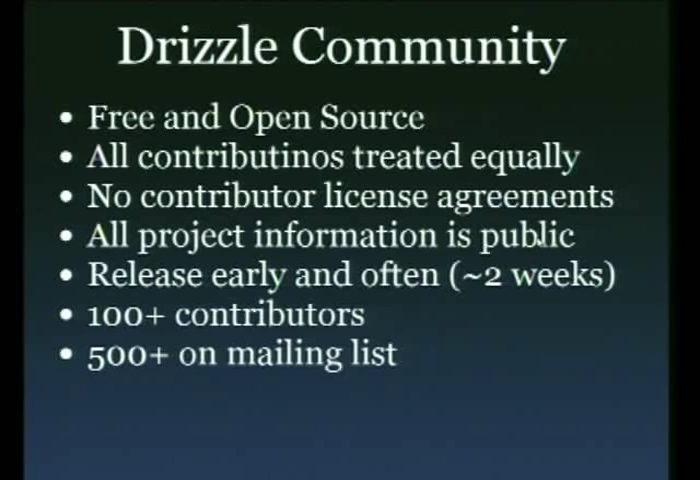 Drizzle Community
• Free and Open Source
• All contributinos treated equally
• No contributor license agreements
• All project information is public
• Release early and often (~2 weeks)
• 100+ contributors
• 500+ on mailing list